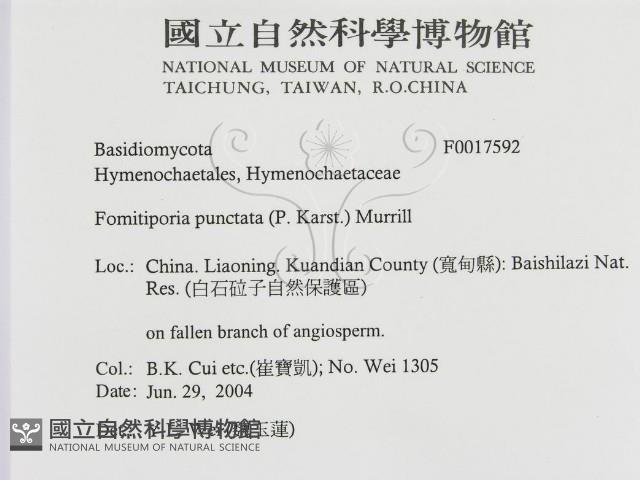 國立自然科學博物館
NATIONAL MUSEUM OF NATURAL SCIENCE
TAICHUNG, TAIWAN, R.O.CHINA
Basidiomycota F0017592
Hymenochaetales, Hymenochaetaceae
Fomitiporia punctata (P. Karst.) Murrill
Loc.: China. Liaoning. Kuandian County (寬甸縣): Baishilazi Nat.
Res. (白石砬子自然保護區)
on fallen branch of angiosperm.
Col.: B.K. Cui etc.(崔寶凱); No. Wei 1305
Date: Jun. 29, 2004
玉蓮)
國立自然科學博物館
NATIONAL MUSEUM OF NATURAL SCIENCE